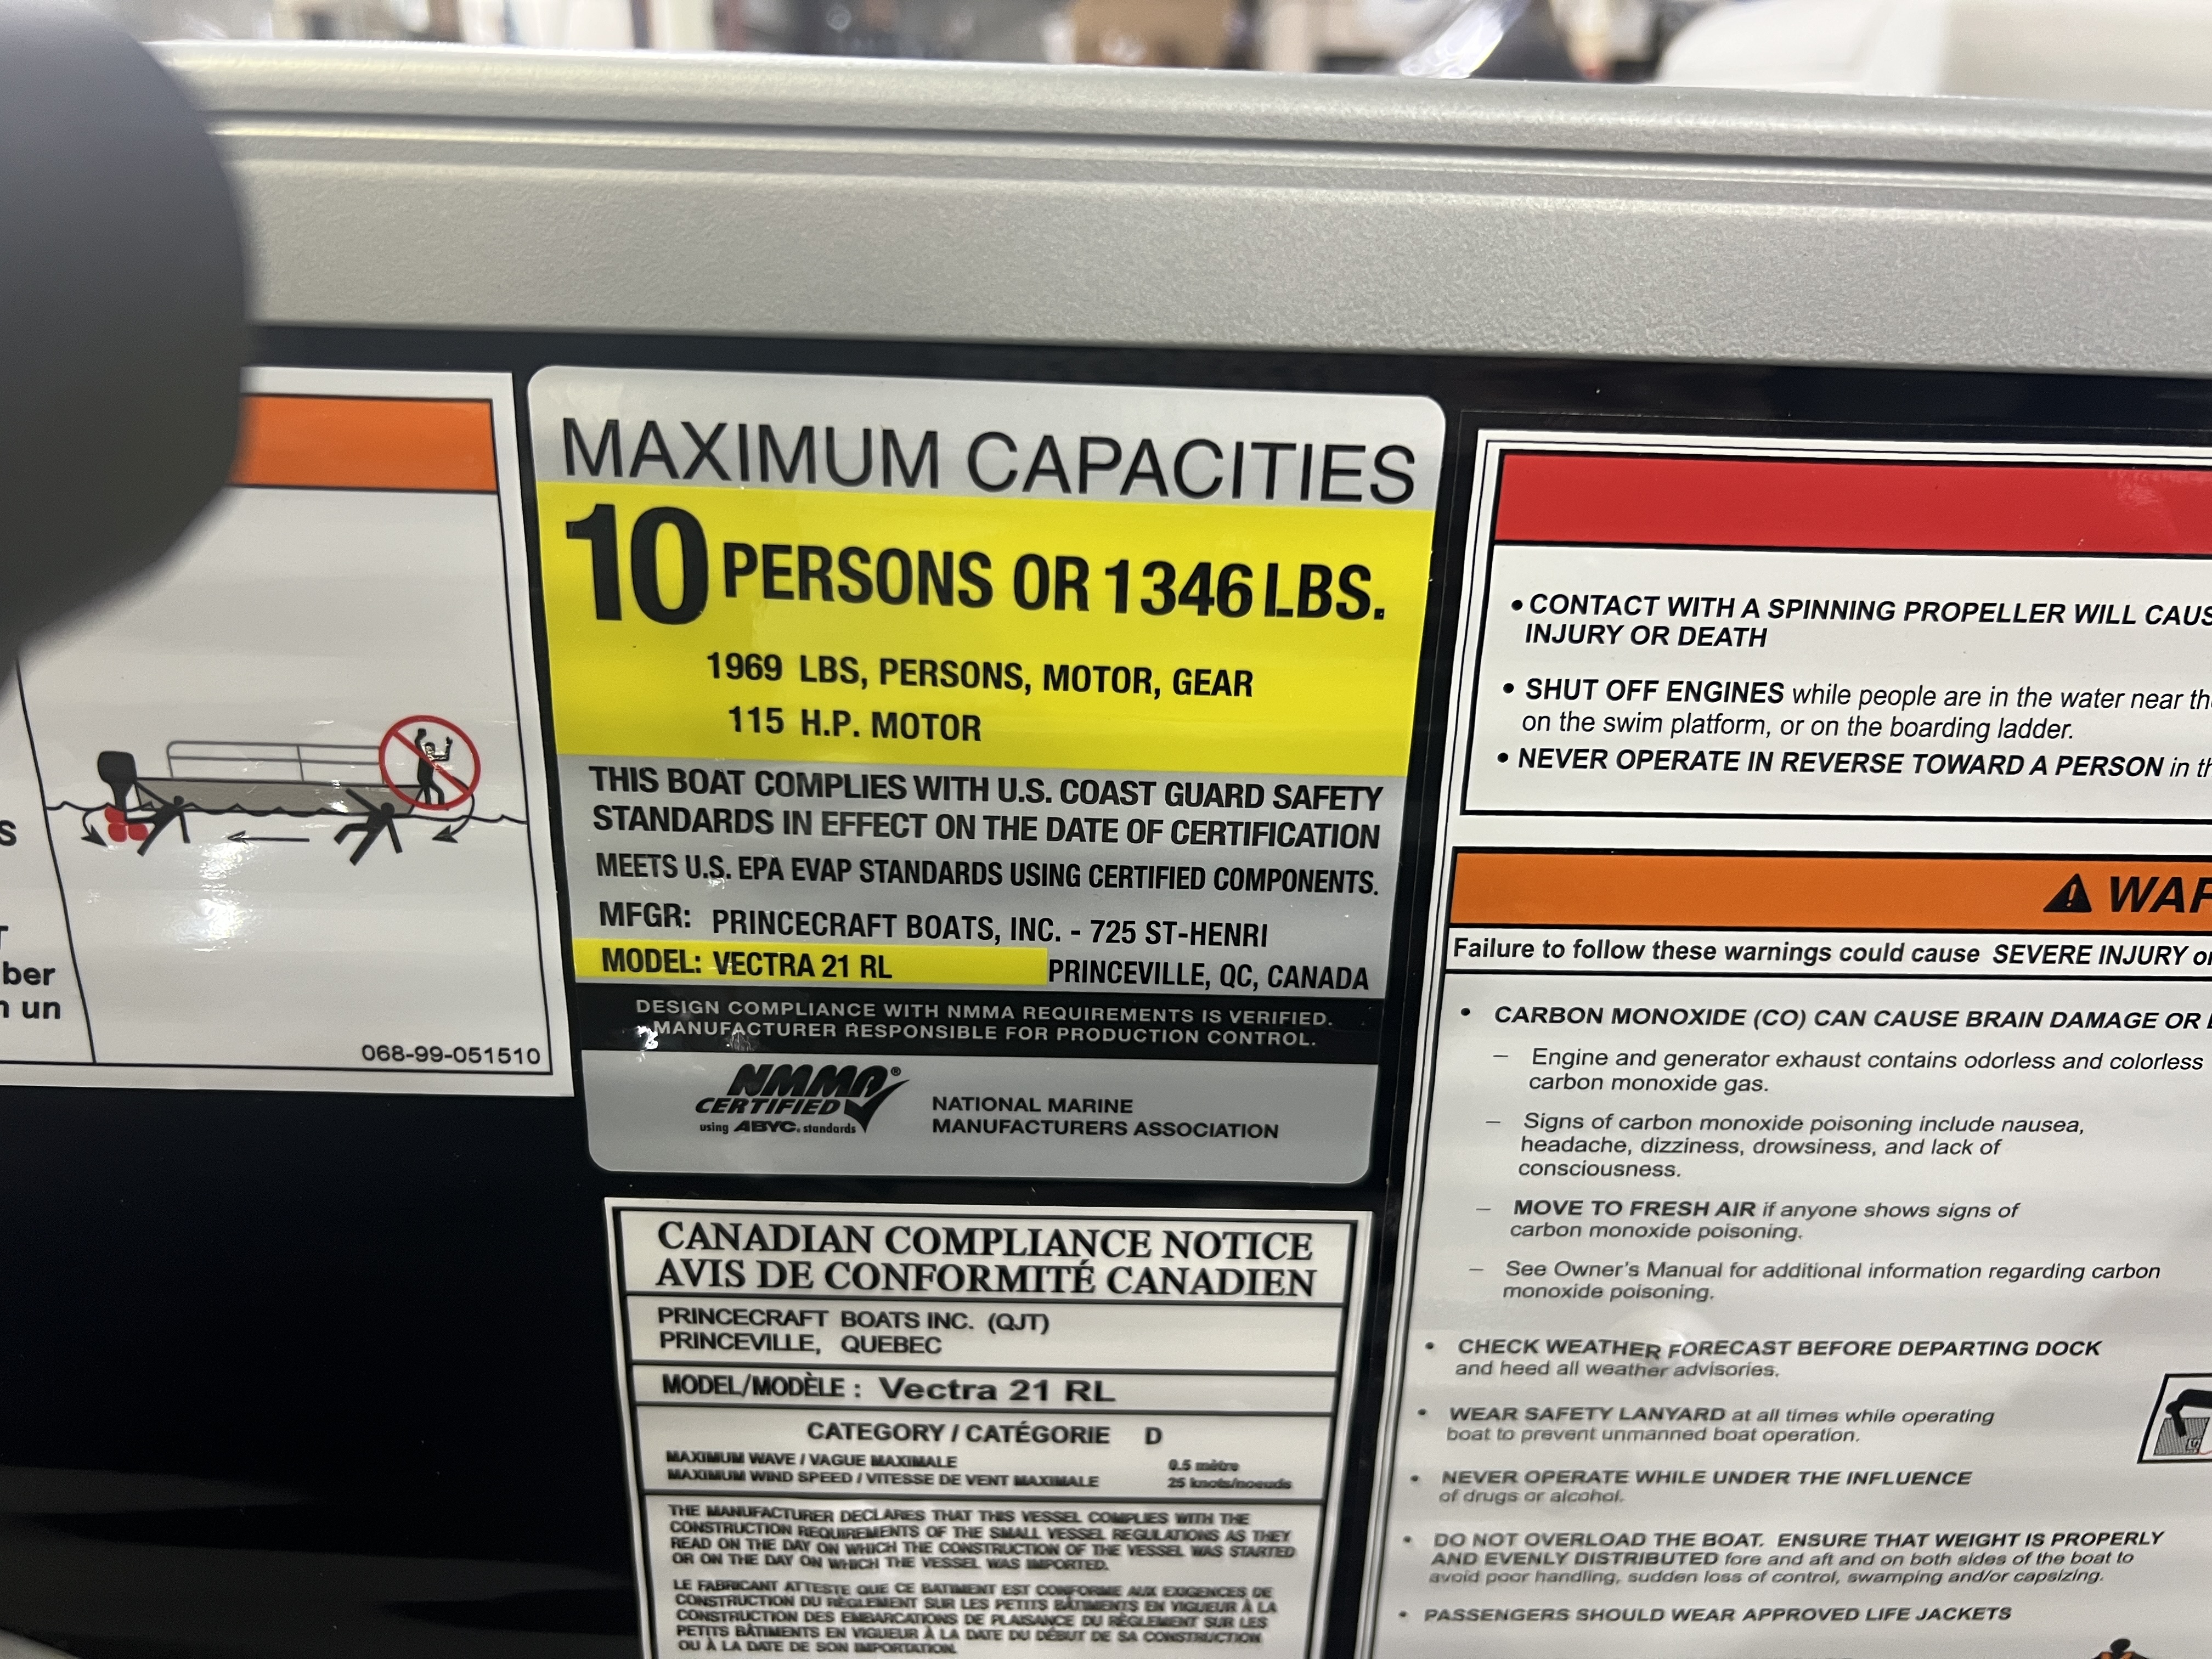 S
T
ber
n un
068-99-051510
MAXIMUM CAPACITIES
10 PERSONS OR 1346 LBS.
1969 LBS, PERSONS, MOTOR, GEAR
115 H.P. MOTOR
THIS BOAT COMPLIES WITH U.S. COAST GUARD SAFETY
STANDARDS IN EFFECT ON THE DATE OF CERTIFICATION
MEETS U.S. EPA EVAP STANDARDS USING CERTIFIED COMPONENTS.
MFGR: PRINCECRAFT BOATS, INC. - 725 ST-HENRI
MODEL: VECTRA 21 RL PRINCEVILLE, QC, CANADA
DESIGN COMPLIANCE WITH NMMA REQUIREMENTS IS VERIFIED.
MANUFACTURER RESPONSIBLE FOR PRODUCTION CONTROL.
NMMA®
CERTIFIED
using ABYC. standards
NATIONAL MARINE
MANUFACTURERS ASSOCIATION
CANADIAN COMPLIANCE NOTICE
AVIS DE CONFORMITÉ CANADIEN
PRINCECRAFT BOATS INC. (QJT)
PRINCEVILLE, QUEBEC
MODEL/MODÈLE : Vectra 21 RL
CATEGORY / CATÉGORIE D
MAXIMUM WAVE / VAGUE MAXIMALE 0.5 mètre
MAXIMUM WIND SPEED / VITESSE DE VENT MAXIMALE 25 knots/noeuds
THE MANUFACTURER DECLARES THAT THIS VESSEL COMPLIES WITH THE
CONSTRUCTION REQUIREMENTS OF THE SMALL VESSEL REGULATIONS AS THEY
READ ON THE DAY ON WHICH THE CONSTRUCTION OF THE VESSEL WAS STARTED
OR ON THE DAY ON WHICH THE VESSEL WAS IMPORTED.
LE FABRICANT ATTESTE QUE CE BATIMENT EST CONFORME AUX EXIGENCES DE
CONSTRUCTION DU RÈGLEMENT SUR LES PETITS BÂTIMENTS EN VIGUEUR À LA
CONSTRUCTION DES EMBARCATIONS DE PLAISANCE DU RÈGLEMENT SUR LES
PETITS BÂTIMENTS EN VIGUEUR À LA DATE DU DÉBUT DE SA CONSTRUCTION
OU À LA DATE DE SON IMPORTATION.
• CONTACT WITH A SPINNING PROPELLER WILL CAUS
INJURY OR DEATH
• SHUT OFF ENGINES while people are in the water near th
on the swim platform, or on the boarding ladder.
• NEVER OPERATE IN REVERSE TOWARD A PERSON in th
WAR
Failure to follow these warnings could cause SEVERE INJURY or
• CARBON MONOXIDE (CO) CAN CAUSE BRAIN DAMAGE OR
– Engine and generator exhaust contains odorless and colorless
carbon monoxide gas.
– Signs of carbon monoxide poisoning include nausea,
headache, dizziness, drowsiness, and lack of
consciousness.
– MOVE TO FRESH AIR if anyone shows signs of
carbon monoxide poisoning.
– See Owner's Manual for additional information regarding carbon
monoxide poisoning.
• CHECK WEATHER FORECAST BEFORE DEPARTING DOCK
and heed all weather advisories.
• WEAR SAFETY LANYARD at all times while operating
boat to prevent unmanned boat operation.
• NEVER OPERATE WHILE UNDER THE INFLUENCE
of drugs or alcohol.
• DO NOT OVERLOAD THE BOAT. ENSURE THAT WEIGHT IS PROPERLY
AND EVENLY DISTRIBUTED fore and aft and on both sides of the boat to
avoid poor handling, sudden loss of control, swamping and/or capsizing.
• PASSENGERS SHOULD WEAR APPROVED LIFE JACKETS